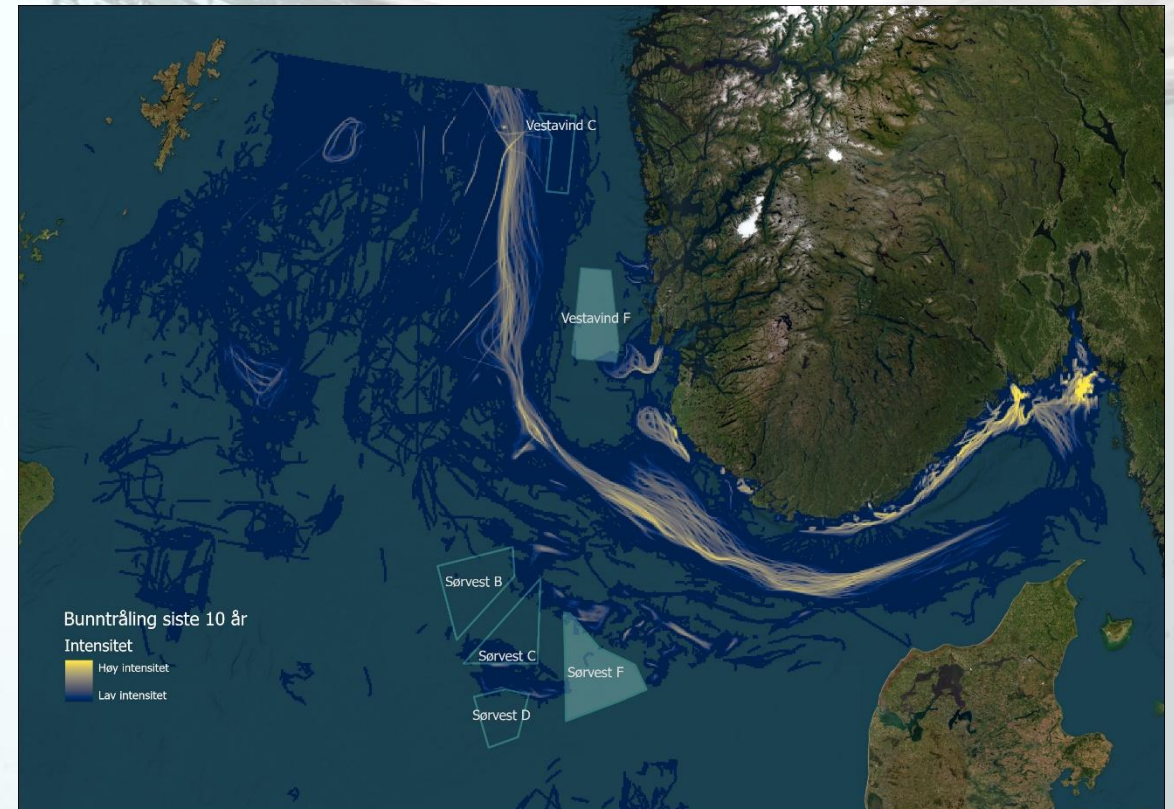 Vestavind C
Vestavind F
Sørvest B
Sørvest C
Sørvest F
Sørvest D
Bunntråling siste 10 år
Intensitet
Høy intensitet
Lav intensitet